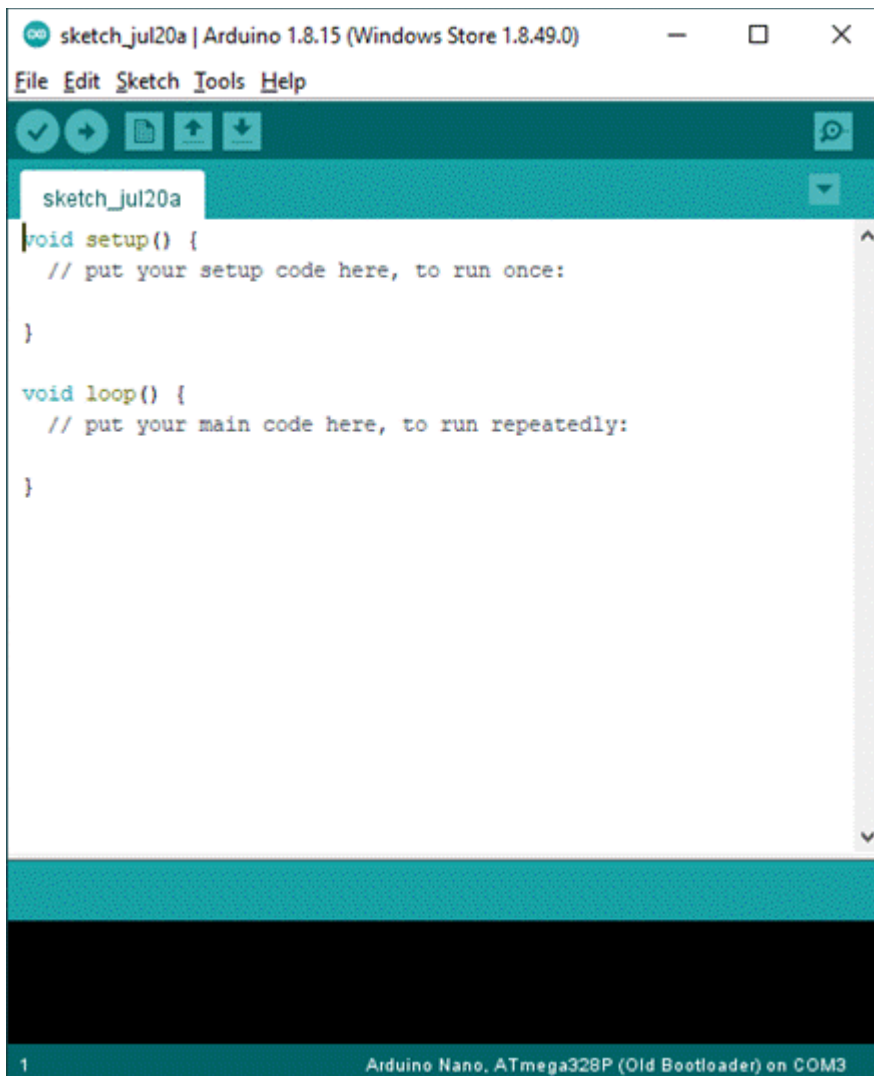 sketch_jul20a | Arduino 1.8.15 (Windows Store 1.8.49.0)
File Edit Sketch Tools Help
sketch_jul20a
void setup() {
  // put your setup code here, to run once:
}
void loop() {
  // put your main code here, to run repeatedly:
}
1 Arduino Nano, ATmega328P (Old Bootloader) on COM3